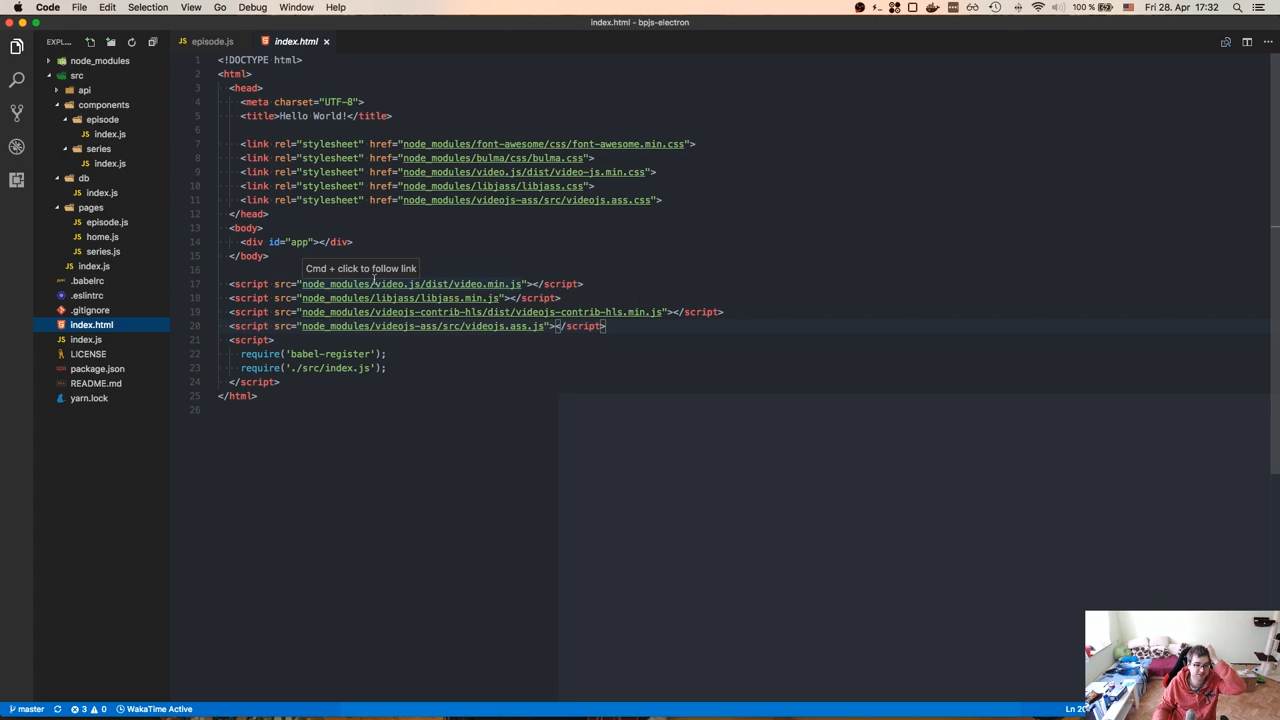 Code File Edit Selection View Go Debug Window Help 100 % Fri 28. Apr 17:32
index.html - bpjs-electron
EXPL... episode.js index.html
node_modules
src
api
components
episode
index.js
series
index.js
db
index.js
pages
episode.js
home.js
series.js
index.js
.babelrc
.eslintrc
.gitignore
index.html
index.js
LICENSE
package.json
README.md
yarn.lock
1 <!DOCTYPE html>
2 <html>
3 <head>
4 <meta charset="UTF-8">
5 <title>Hello World!</title>
6
7 <link rel="stylesheet" href="node_modules/font-awesome/css/font-awesome.min.css">
8 <link rel="stylesheet" href="node_modules/bulma/css/bulma.css">
9 <link rel="stylesheet" href="node_modules/video.js/dist/video-js.min.css">
10 <link rel="stylesheet" href="node_modules/libjass/libjass.css">
11 <link rel="stylesheet" href="node_modules/videojs-ass/src/videojs.ass.css">
12 </head>
13 <body>
14 <div id="app"></div>
15 </body>
16
Cmd + click to follow link
17 <script src="node_modules/video.js/dist/video.min.js"></script>
18 <script src="node_modules/libjass/libjass.min.js"></script>
19 <script src="node_modules/videojs-contrib-hls/dist/videojs-contrib-hls.min.js"></script>
20 <script src="node_modules/videojs-ass/src/videojs.ass.js"></script>
21 <script>
22 require('babel-register');
23 require('./src/index.js');
24 </script>
25 </html>
26
master 3 0 WakaTime Active